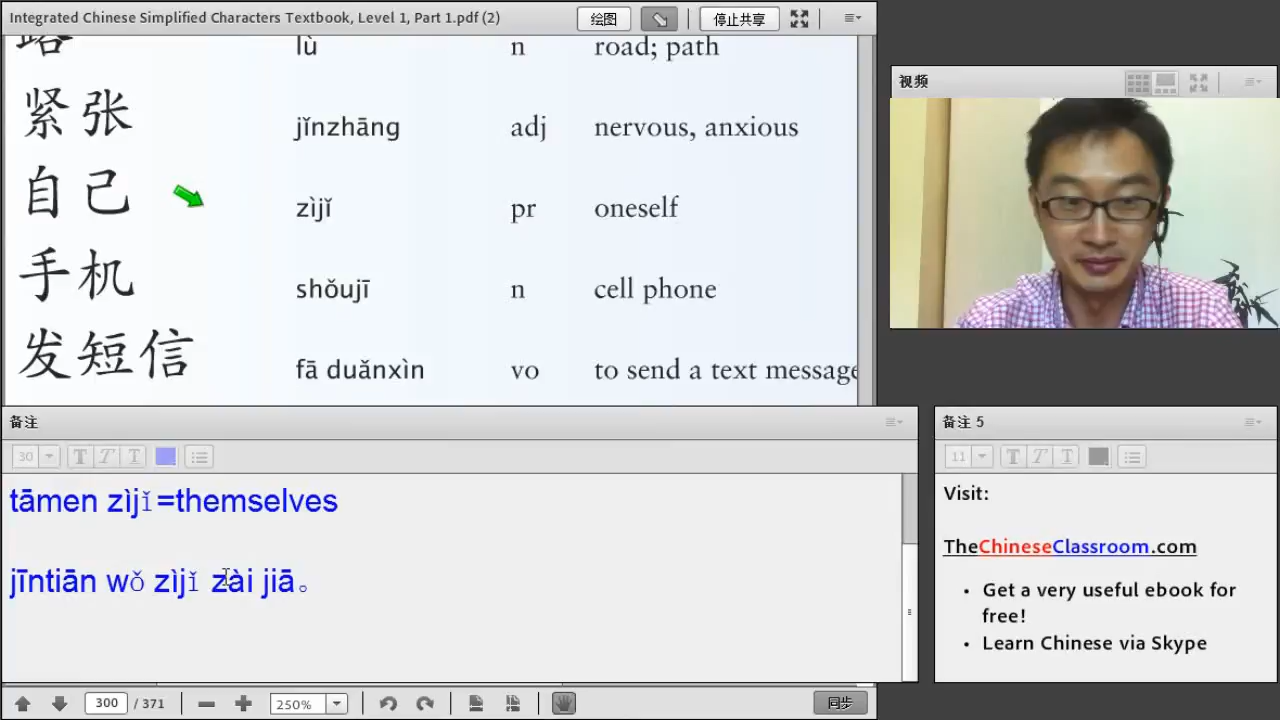 Integrated Chinese Simplified Characters Textbook, Level 1, Part 1.pdf (2)
绘图
停止共享
路 lù n road; path
紧张 jǐnzhāng adj nervous, anxious
自己 zìjǐ pr oneself
手机 shǒujī n cell phone
发短信 fā duǎnxìn vo to send a text message
视频
备注
30 T T T
tāmen zìjǐ=themselves
jīntiān wǒ zìjǐ zài jiā。
300 / 371
250%
同步
备注 5
11 T T T
Visit:
TheChineseClassroom.com
• Get a very useful ebook for
free!
• Learn Chinese via Skype